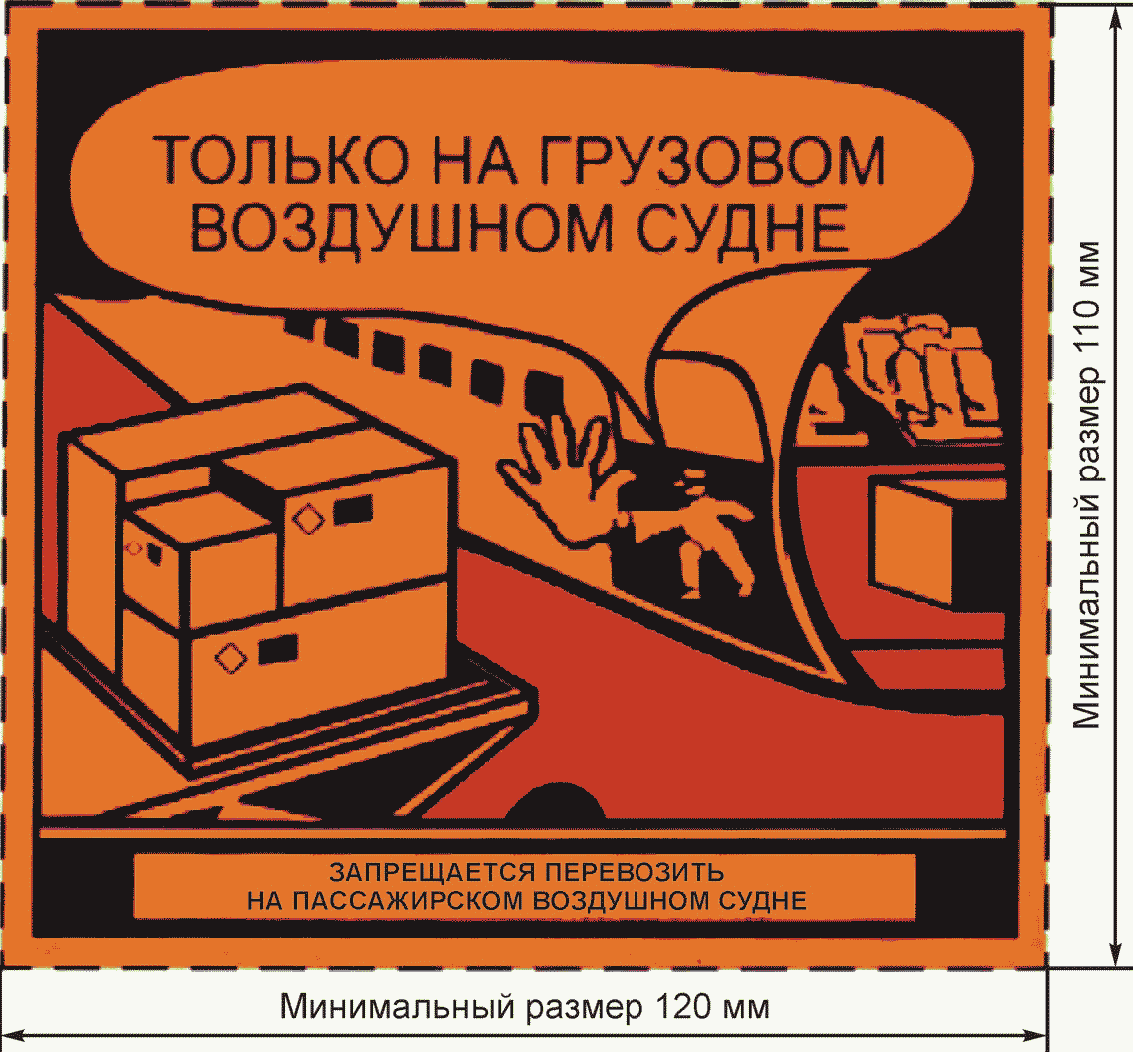 ТОЛЬКО НА ГРУЗОВОМ
ВОЗДУШНОМ СУДНЕ
ЗАПРЕЩАЕТСЯ ПЕРЕВОЗИТЬ
НА ПАССАЖИРСКОМ ВОЗДУШНОМ СУДНЕ
Минимальный размер 120 мм
Минимальный размер 110 мм